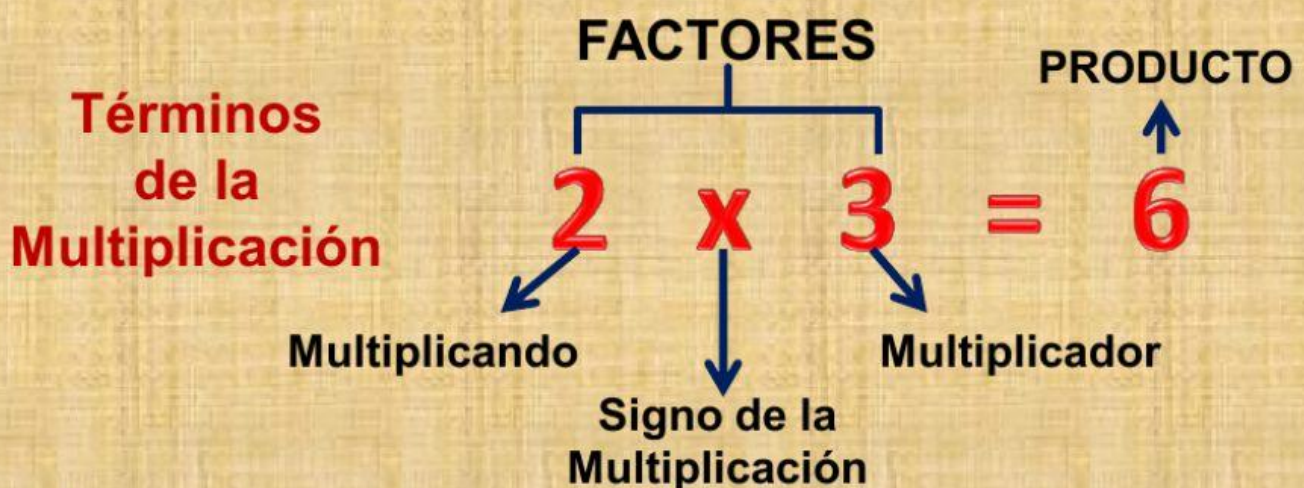 FACTORES
PRODUCTO
Términos
de la
Multiplicación
2 x 3 = 6
Multiplicando
Multiplicador
Signo de la
Multiplicación